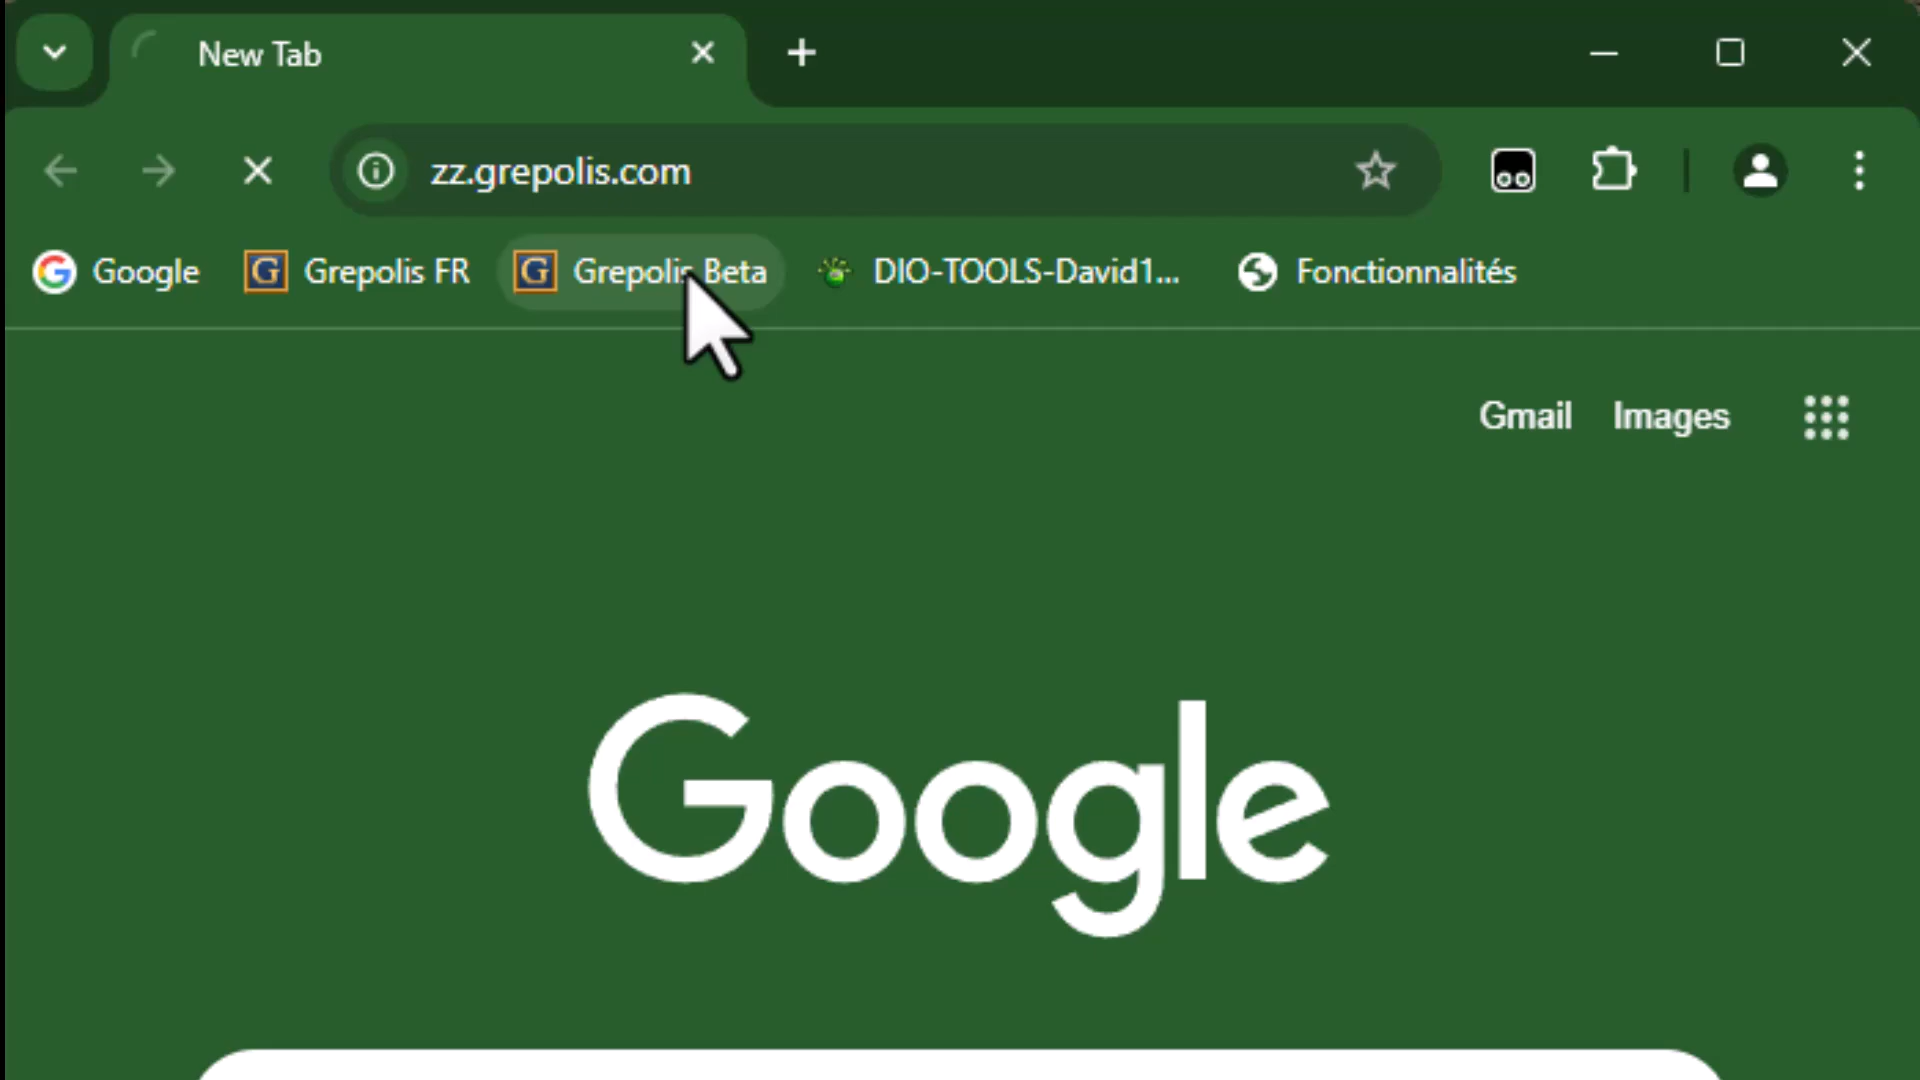 New Tab
zz.grepolis.com
Google Grepolis FR Grepolis Beta DIO-TOOLS-David1... Fonctionnalités
Gmail Images
Google